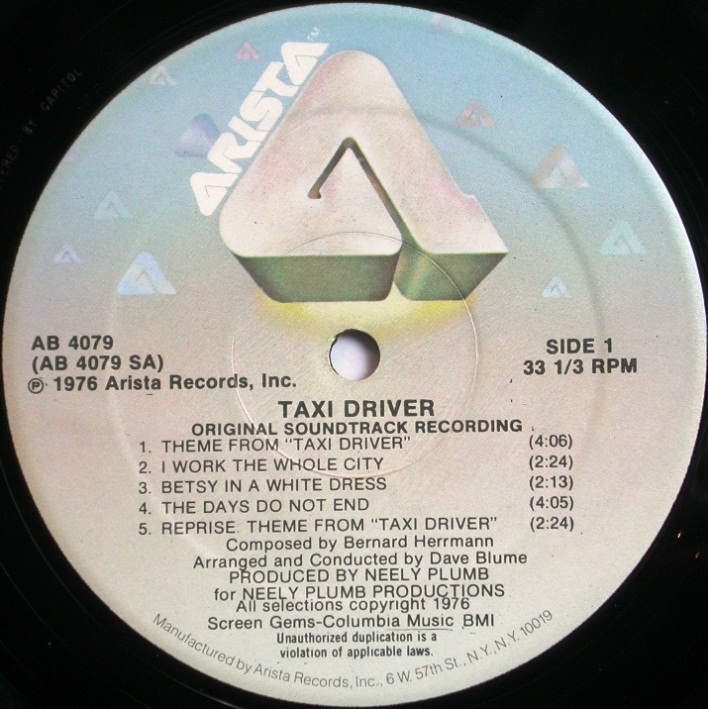 ARISTA™
BY CAPITOL
AB 4079
(AB 4079 SA)
℗ 1976 Arista Records, Inc.
SIDE 1
33 1/3 RPM
TAXI DRIVER
ORIGINAL SOUNDTRACK RECORDING
1. THEME FROM "TAXI DRIVER" (4:06)
2. I WORK THE WHOLE CITY (2:24)
3. BETSY IN A WHITE DRESS (2:13)
4. THE DAYS DO NOT END (4:05)
5. REPRISE. THEME FROM "TAXI DRIVER" (2:24)
Composed by Bernard Herrmann
Arranged and Conducted by Dave Blume
PRODUCED BY NEELY PLUMB
for NEELY PLUMB PRODUCTIONS
All selections copyright 1976
Screen Gems-Columbia Music BMI
Unauthorized duplication is a
violation of applicable laws.
Manufactured by Arista Records, Inc., 6 W. 57th St., N.Y., N.Y. 10019